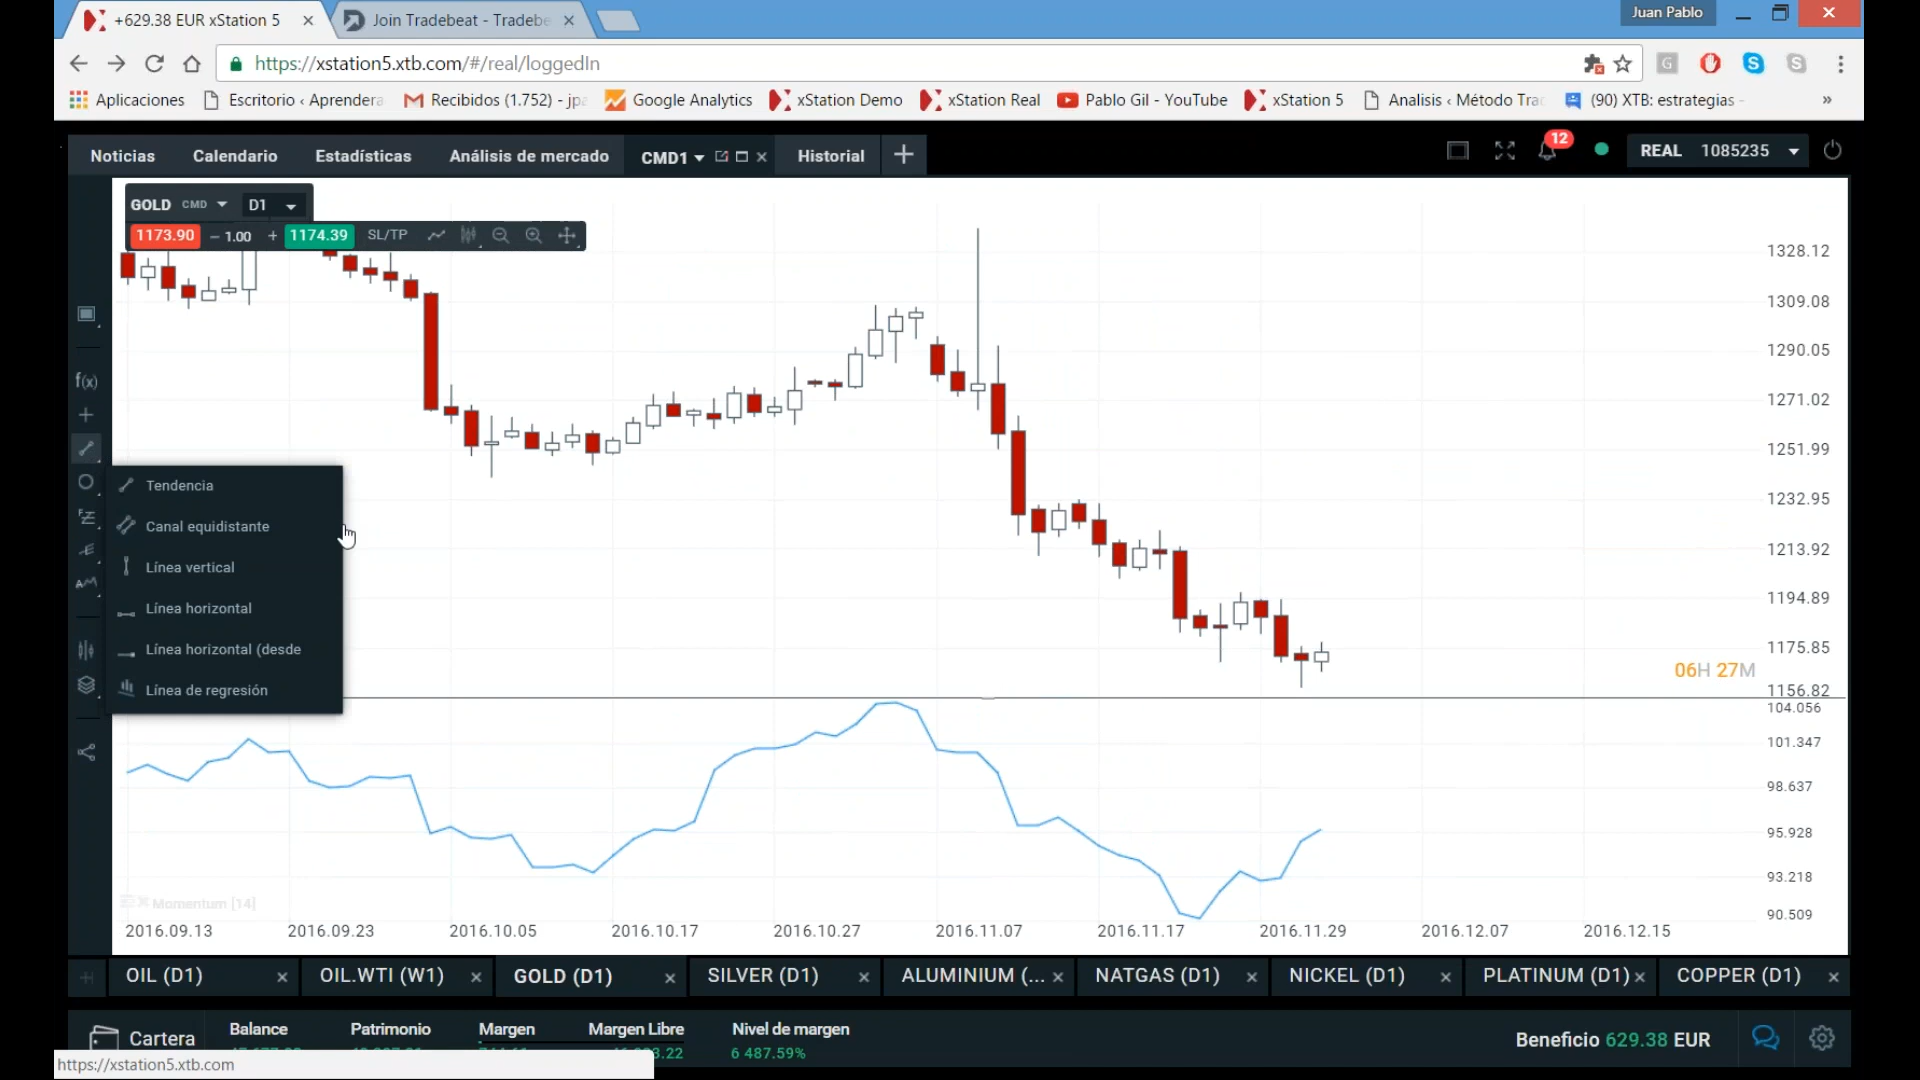 +629.38 EUR xStation 5
Join Tradebeat - Tradebe
Juan Pablo
https://xstation5.xtb.com/#/real/loggedIn
Aplicaciones
Escritorio ‹ Aprendera
Recibidos (1.752) - jpa
Google Analytics
xStation Demo
xStation Real
Pablo Gil - YouTube
xStation 5
Analisis ‹ Método Trad
(90) XTB: estrategias -
»
Noticias
Calendario
Estadísticas
Análisis de mercado
CMD1
Historial
12
REAL 1085235
GOLD CMD D1
1173.90 – 1.00 + 1174.39 SL/TP
1328.12
1309.08
1290.05
1271.02
1251.99
1232.95
1213.92
1194.89
1175.85
06H 27M
1156.82
f(x)
Tendencia
Canal equidistante
Línea vertical
Línea horizontal
Línea horizontal (desde
Línea de regresión
104.056
101.347
98.637
95.928
93.218
90.509
Momentum [14]
2016.09.13
2016.09.23
2016.10.05
2016.10.17
2016.10.27
2016.11.07
2016.11.17
2016.11.29
2016.12.07
2016.12.15
OIL (D1)
OIL.WTI (W1)
GOLD (D1)
SILVER (D1)
ALUMINIUM (...
NATGAS (D1)
NICKEL (D1)
PLATINUM (D1)
COPPER (D1)
Cartera
Balance
Patrimonio
Margen
Margen Libre
Nivel de margen
3.22
6 487.59%
Beneficio 629.38 EUR
https://xstation5.xtb.com